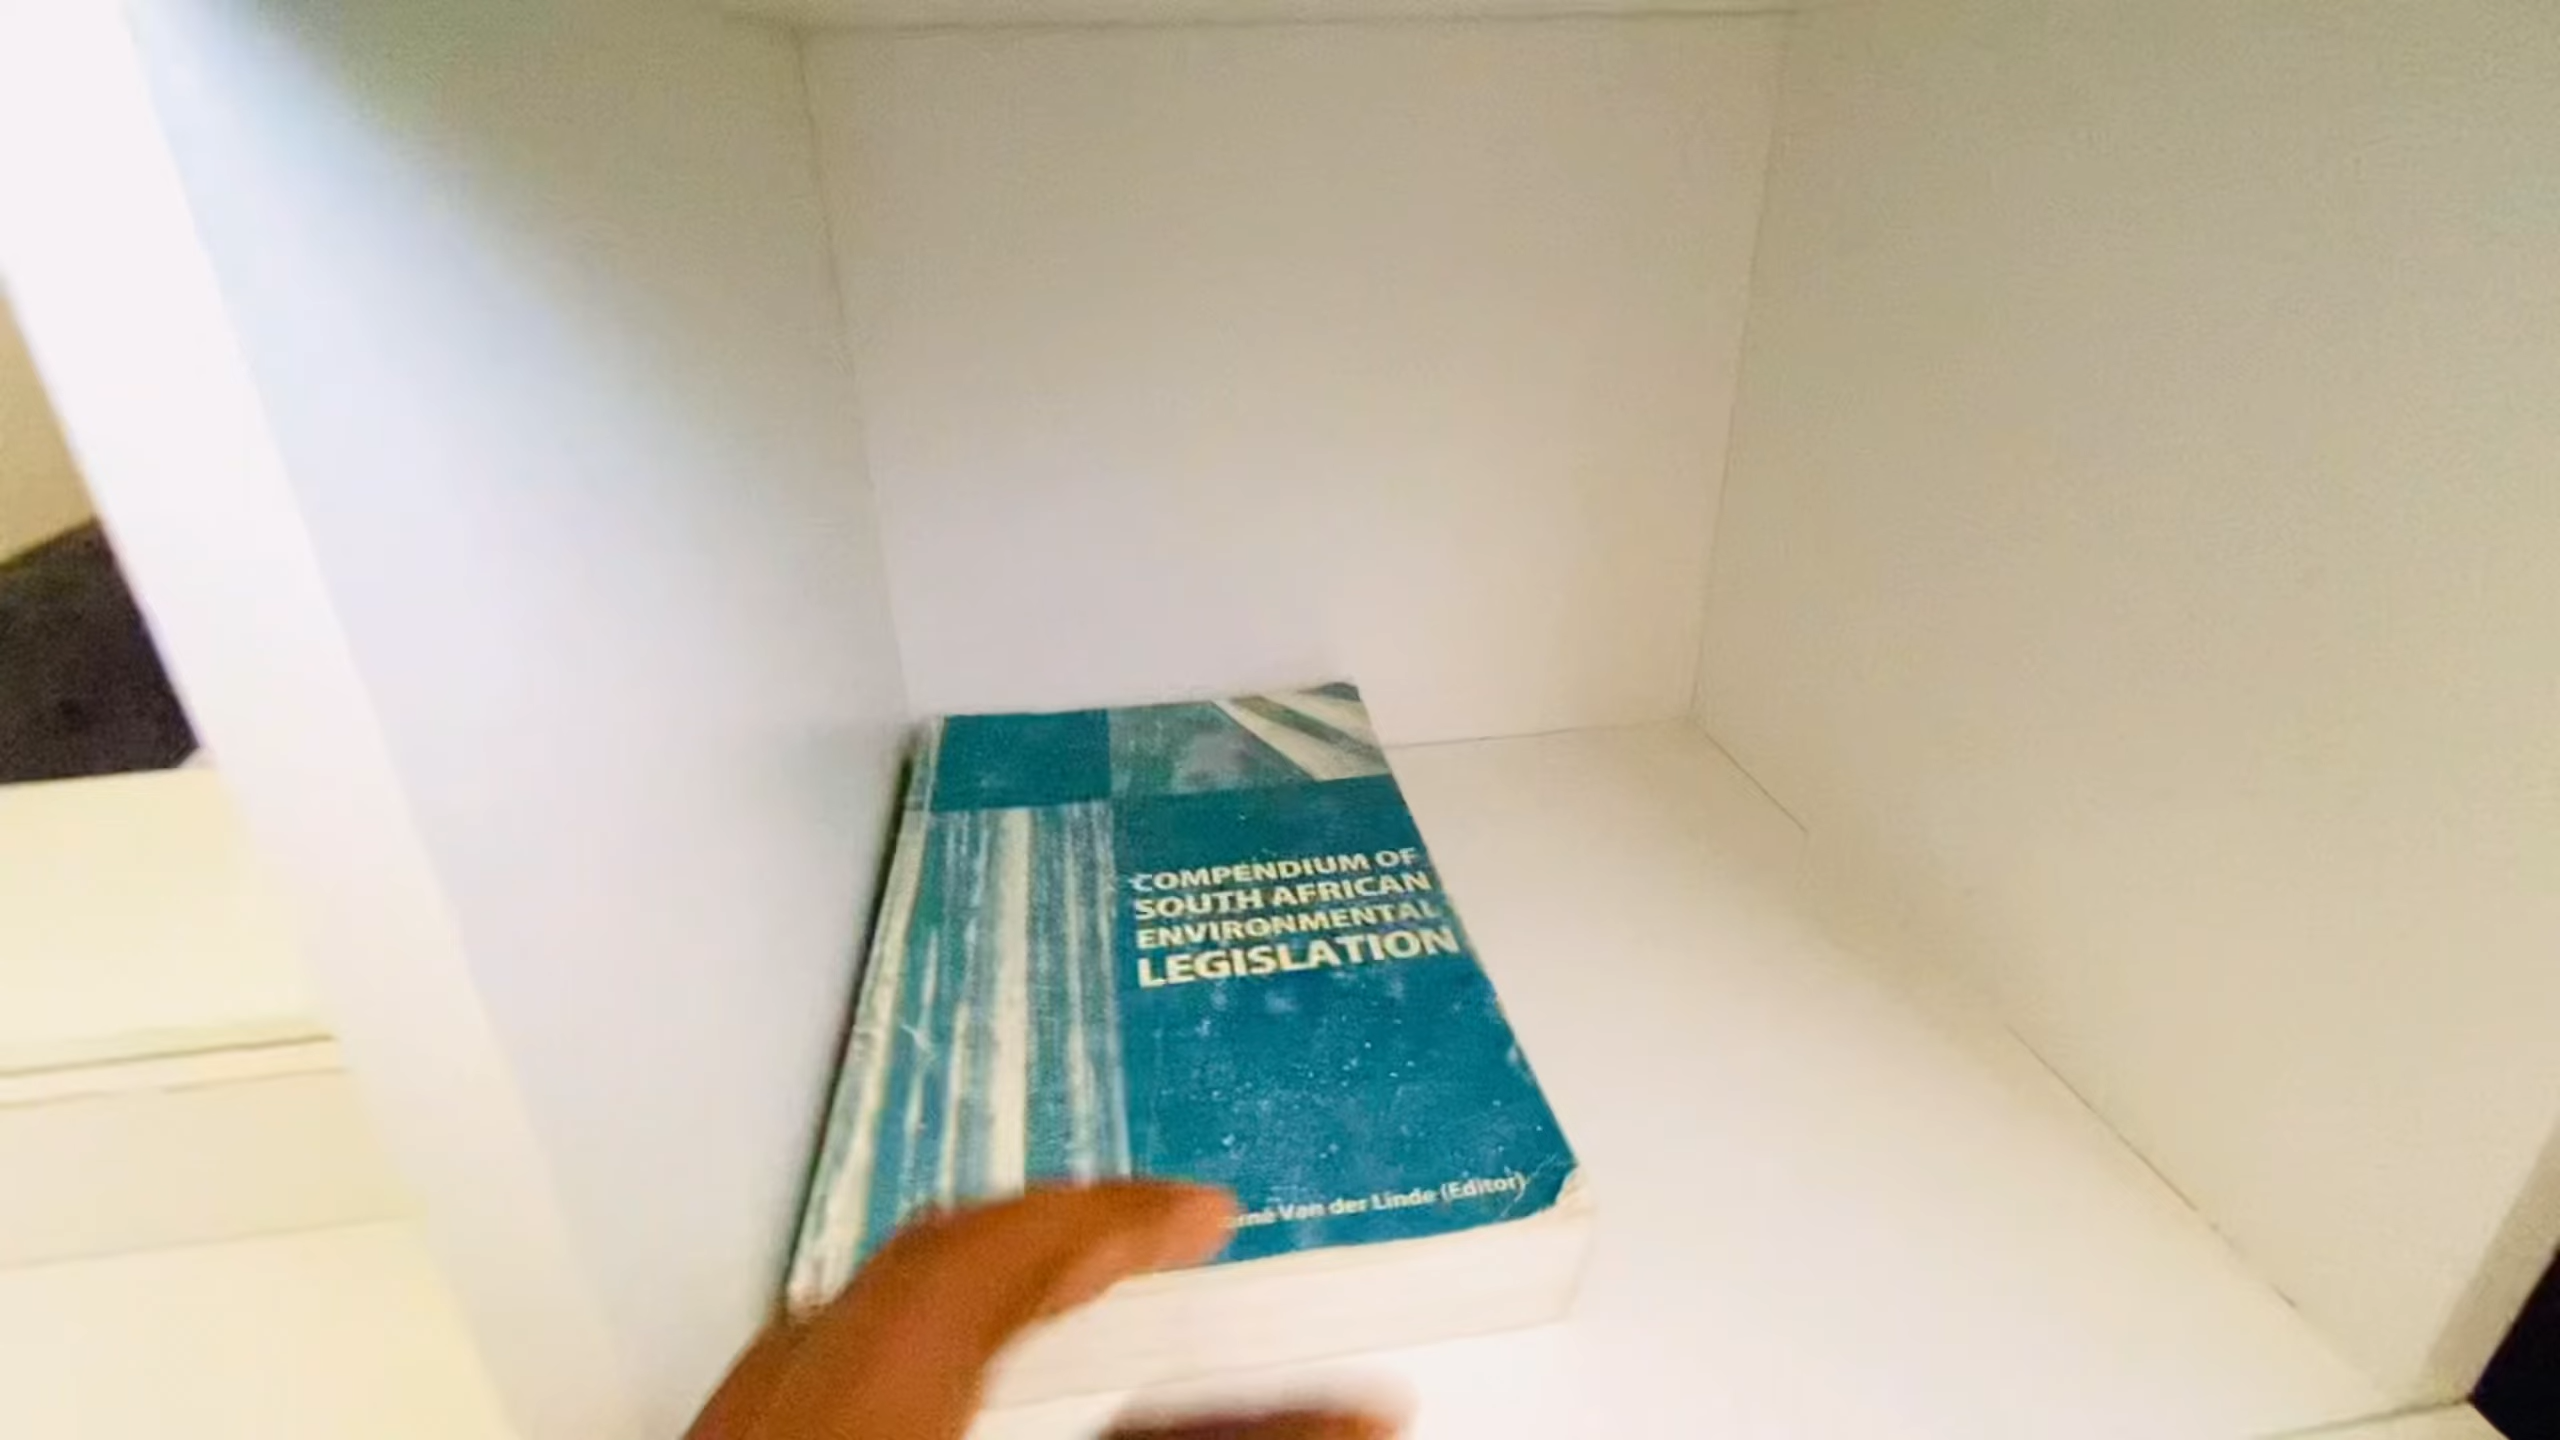 COMPENDIUM OF
SOUTH AFRICAN
ENVIRONMENTAL
LEGISLATION
Van der Linde (Editor)